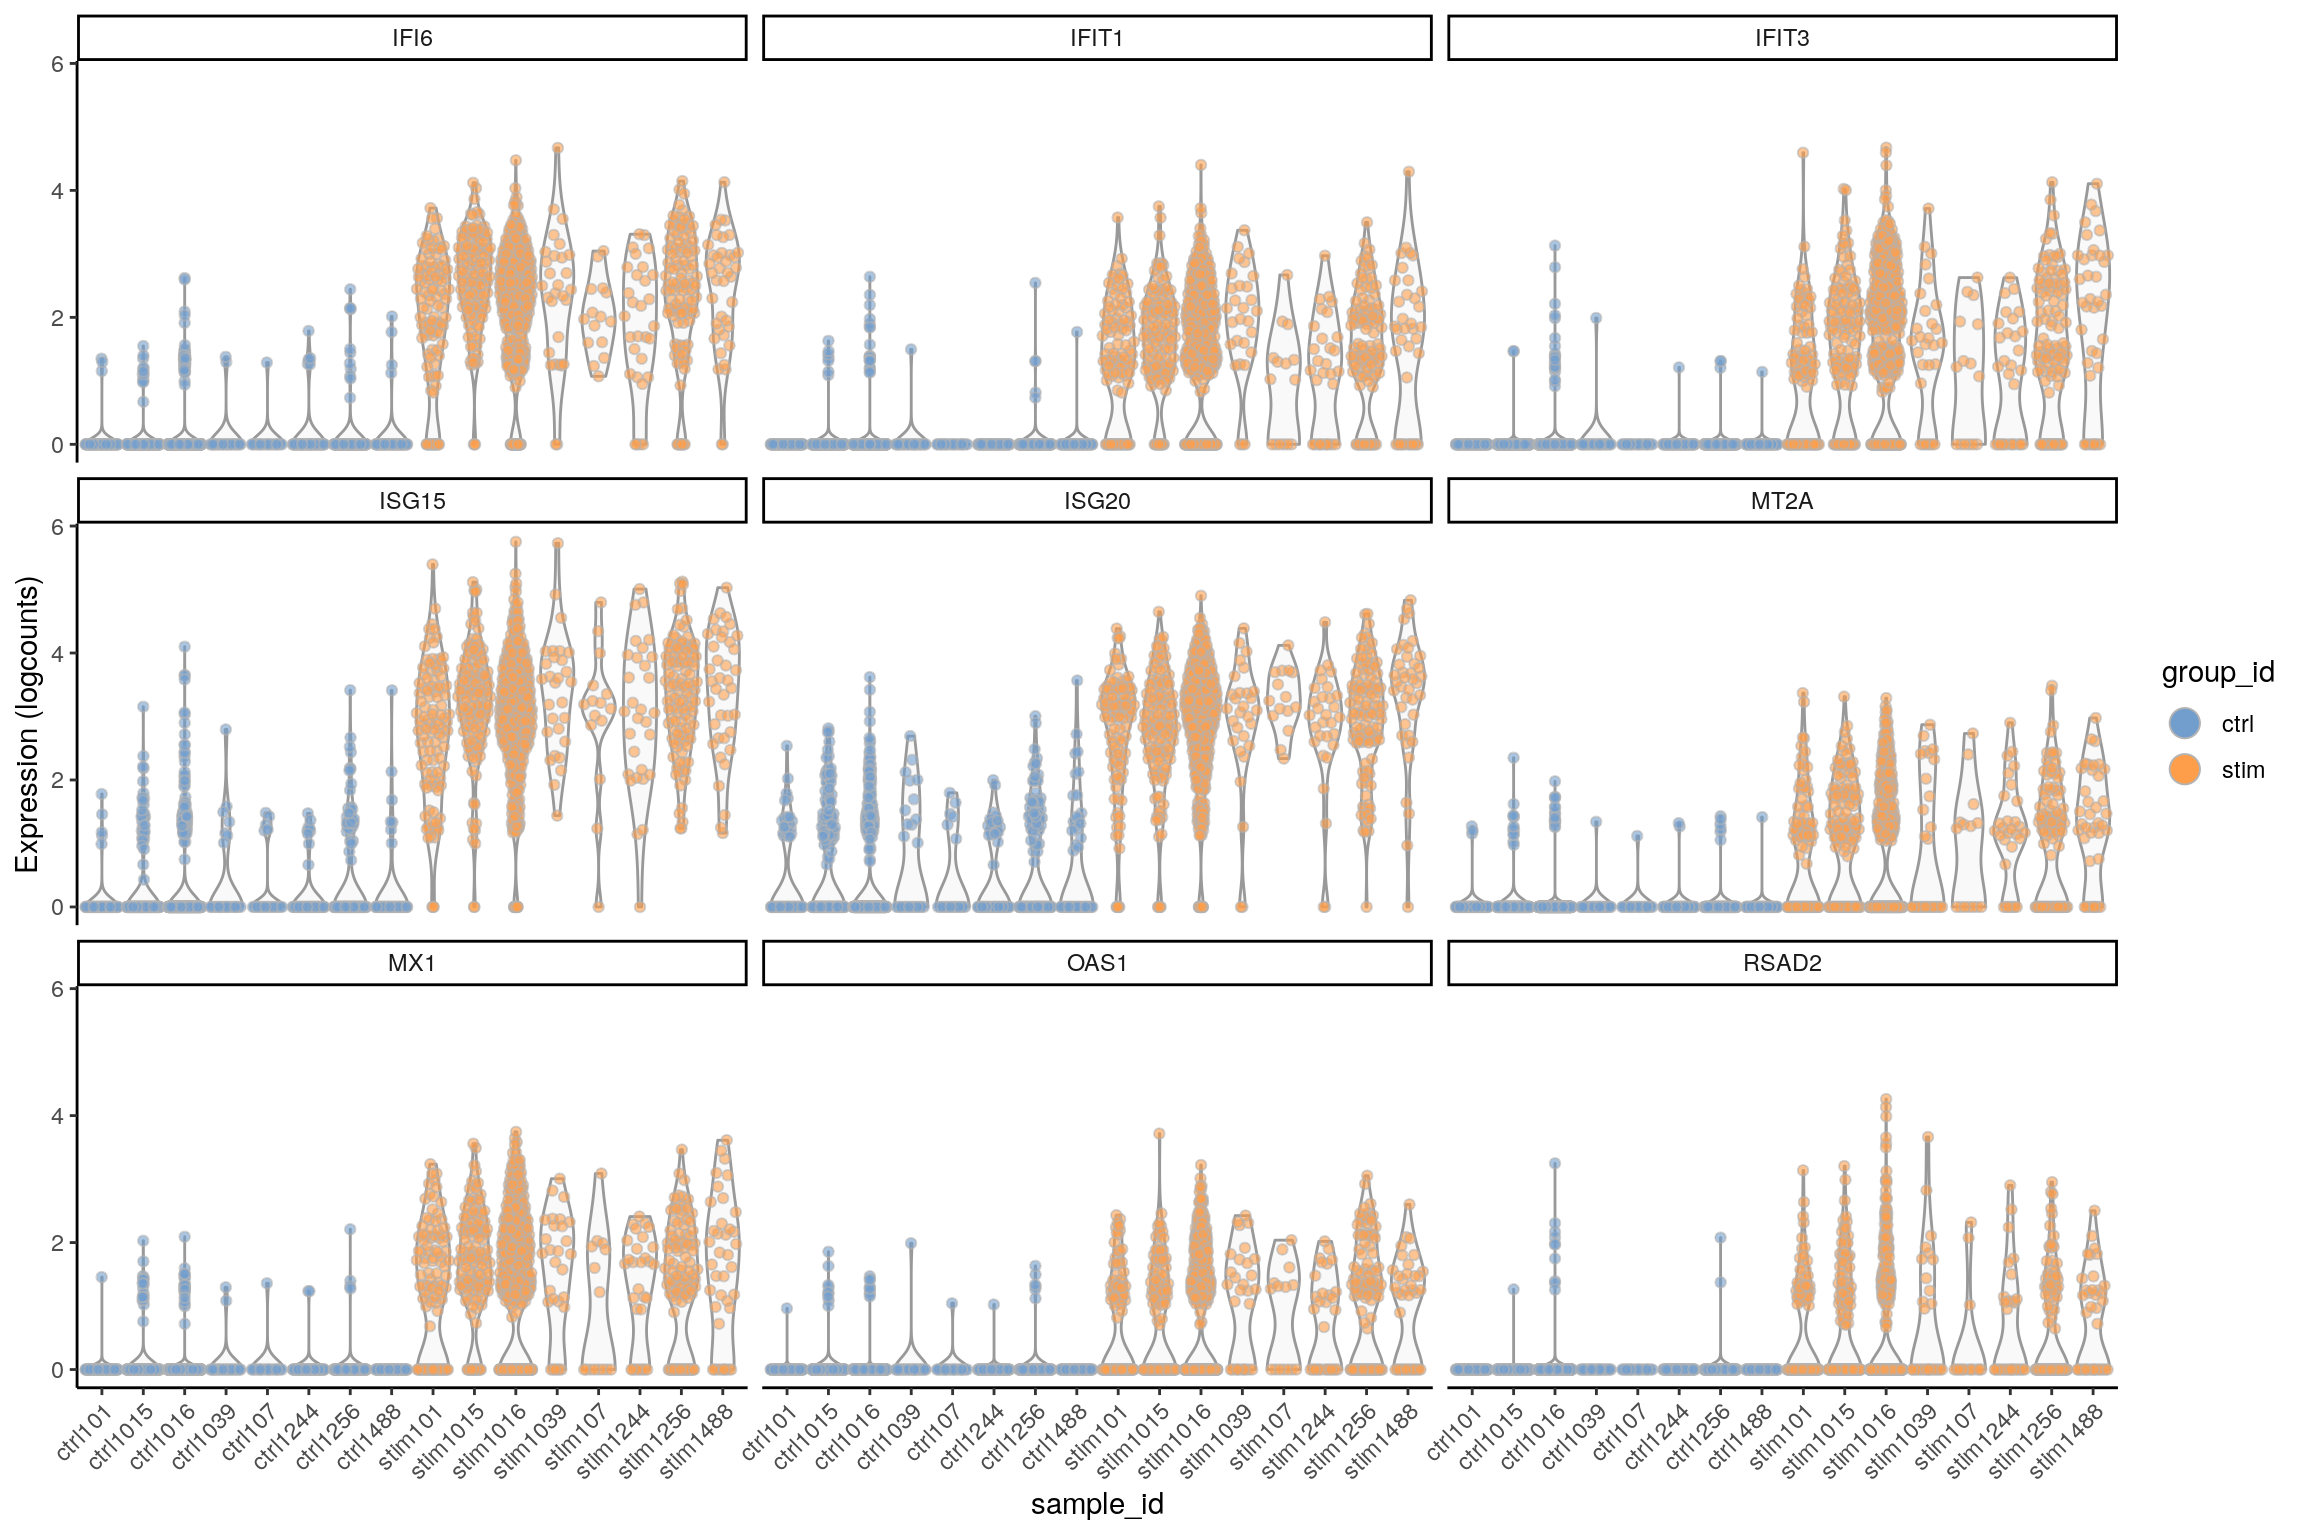 IFI6 IFIT1 IFIT3
6
4
2
0
ISG15 ISG20 MT2A
6
4
2
0
MX1 OAS1 RSAD2
6
4
2
0
Expression (logcounts)
ctrl101 ctrl1015 ctrl1016 ctrl1039 ctrl107 ctrl1244 ctrl1256 ctrl1488 stim101 stim1015 stim1016 stim1039 stim107 stim1244 stim1256 stim1488
ctrl101 ctrl1015 ctrl1016 ctrl1039 ctrl107 ctrl1244 ctrl1256 ctrl1488 stim101 stim1015 stim1016 stim1039 stim107 stim1244 stim1256 stim1488
ctrl101 ctrl1015 ctrl1016 ctrl1039 ctrl107 ctrl1244 ctrl1256 ctrl1488 stim101 stim1015 stim1016 stim1039 stim107 stim1244 stim1256 stim1488
sample_id
group_id
ctrl
stim